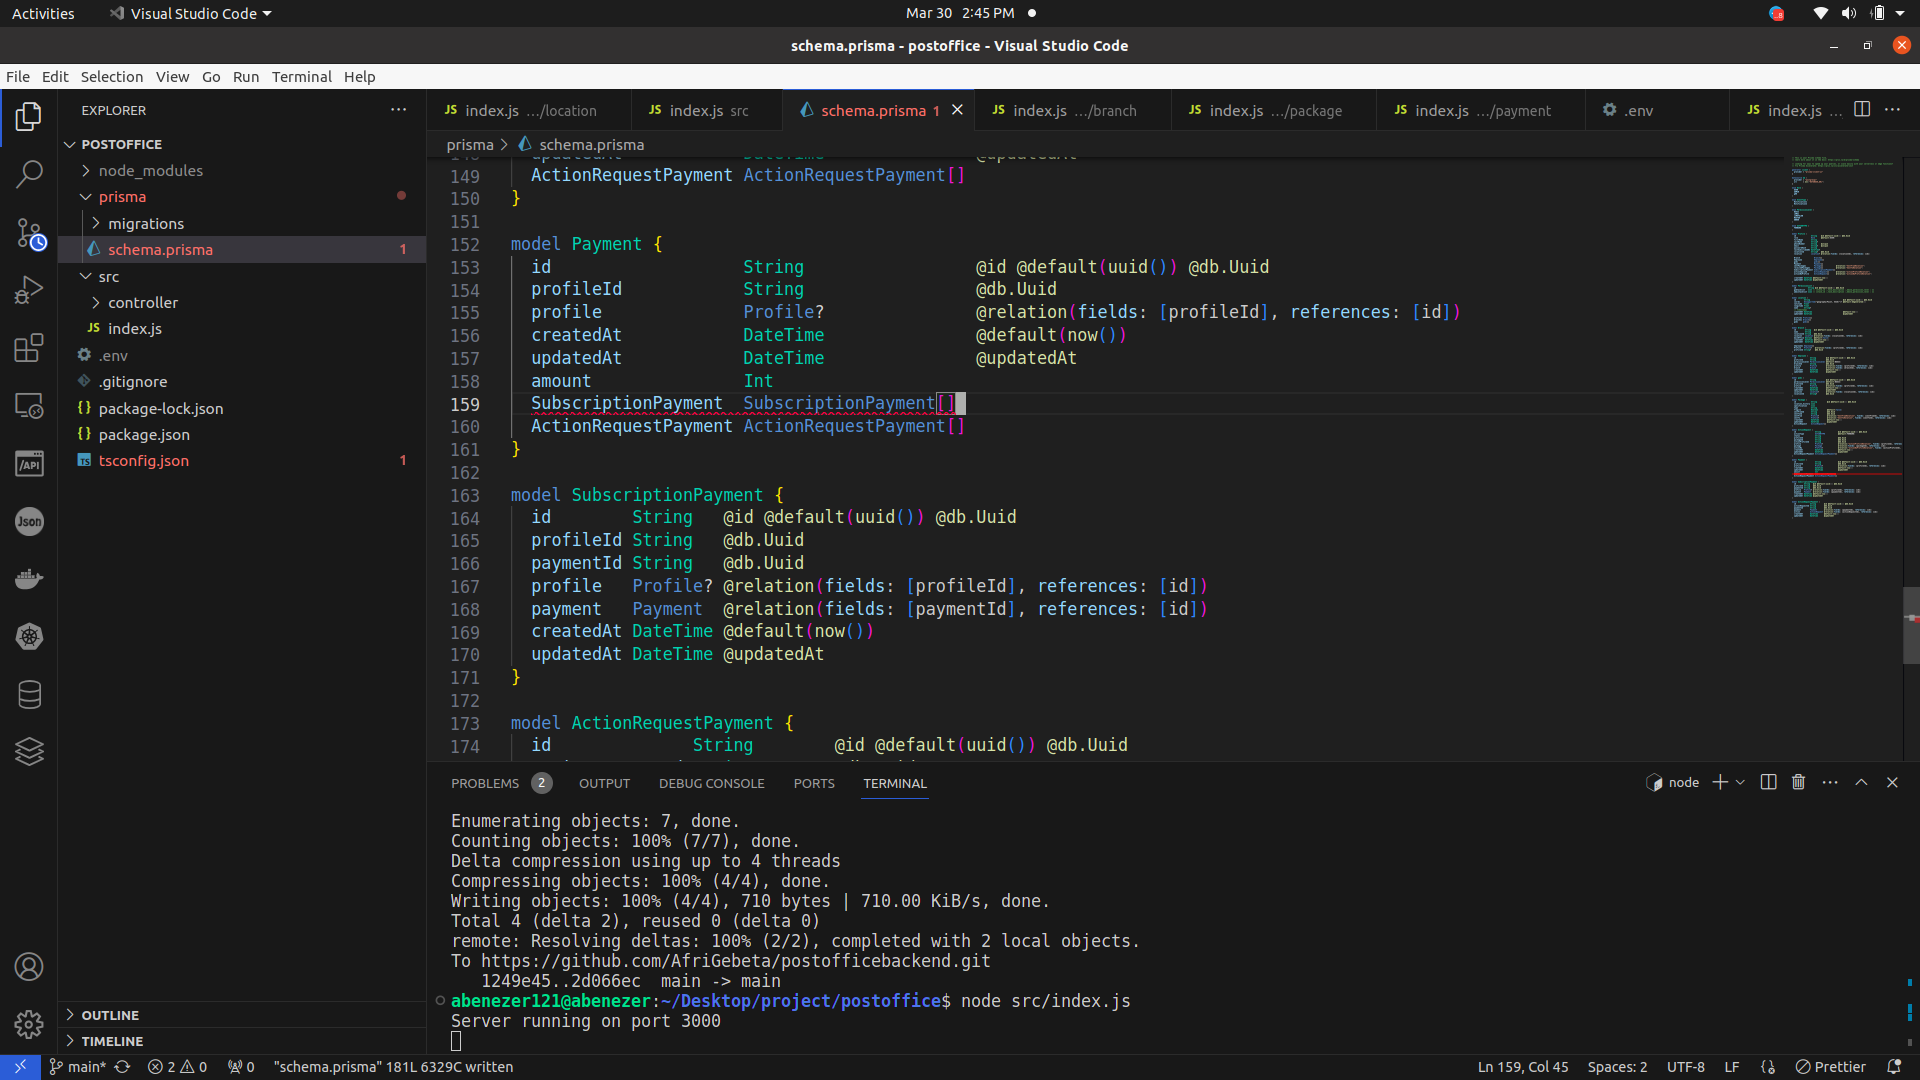 Activities Visual Studio Code Mar 30 2:45 PM
schema.prisma - postoffice - Visual Studio Code
File Edit Selection View Go Run Terminal Help
EXPLORER
POSTOFFICE
node_modules
prisma
migrations
schema.prisma 1
src
controller
JS index.js
.env
.gitignore
{} package-lock.json
{} package.json
TS tsconfig.json 1
OUTLINE
TIMELINE
JS index.js .../location JS index.js src schema.prisma 1 JS index.js .../branch JS index.js .../package JS index.js .../payment .env JS index.js ...
prisma > schema.prisma
149 ActionRequestPayment ActionRequestPayment[]
150 }
151
152 model Payment {
153 id String @id @default(uuid()) @db.Uuid
154 profileId String @db.Uuid
155 profile Profile? @relation(fields: [profileId], references: [id])
156 createdAt DateTime @default(now())
157 updatedAt DateTime @updatedAt
158 amount Int
159 SubscriptionPayment SubscriptionPayment[]
160 ActionRequestPayment ActionRequestPayment[]
161 }
162
163 model SubscriptionPayment {
164 id String @id @default(uuid()) @db.Uuid
165 profileId String @db.Uuid
166 paymentId String @db.Uuid
167 profile Profile? @relation(fields: [profileId], references: [id])
168 payment Payment @relation(fields: [paymentId], references: [id])
169 createdAt DateTime @default(now())
170 updatedAt DateTime @updatedAt
171 }
172
173 model ActionRequestPayment {
174 id String @id @default(uuid()) @db.Uuid
PROBLEMS 2 OUTPUT DEBUG CONSOLE PORTS TERMINAL node
Enumerating objects: 7, done.
Counting objects: 100% (7/7), done.
Delta compression using up to 4 threads
Compressing objects: 100% (4/4), done.
Writing objects: 100% (4/4), 710 bytes | 710.00 KiB/s, done.
Total 4 (delta 2), reused 0 (delta 0)
remote: Resolving deltas: 100% (2/2), completed with 2 local objects.
To https://github.com/AfriGebeta/postofficebackend.git
1249e45..2d066ec main -> main
abenezer121@abenezer:~/Desktop/project/postoffice$ node src/index.js
Server running on port 3000
/API
Json
main* 2 0 0 "schema.prisma" 181L 6329C written Ln 159, Col 45 Spaces: 2 UTF-8 LF Prettier